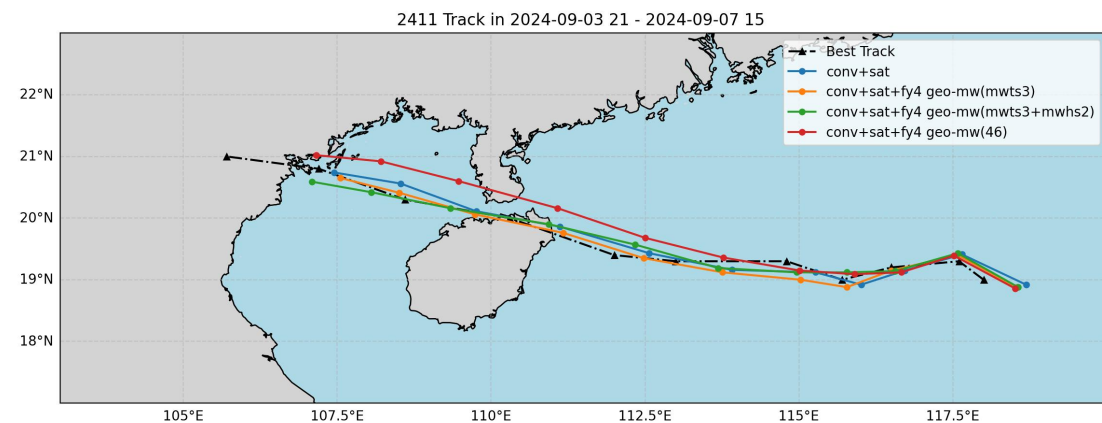 2411 Track in 2024-09-03 21 - 2024-09-07 15
Best Track
conv+sat
conv+sat+fy4 geo-mw(mwts3)
conv+sat+fy4 geo-mw(mwts3+mwhs2)
conv+sat+fy4 geo-mw(46)
22°N
21°N
20°N
19°N
18°N
105°E 107.5°E 110°E 112.5°E 115°E 117.5°E